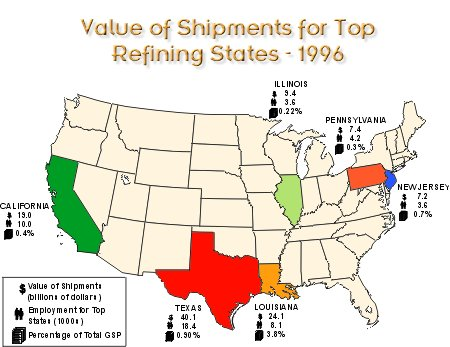 Value of Shipments for Top
Refining States - 1996
ILLINOIS
$ 9.4
3.6
0.22%
PENNSYLVANIA
$ 7.4
4.2
0.3%
NEW JERSEY
$ 7.2
3.6
0.7%
CALIFORNIA
$ 19.0
10.0
0.4%
TEXAS
$ 40.1
18.4
0.90%
LOUISIANA
$ 24.1
8.1
3.8%
$ Value of Shipments
(billions of dollars)
Employment for Top
States (1000s)
Percentage of Total GSP